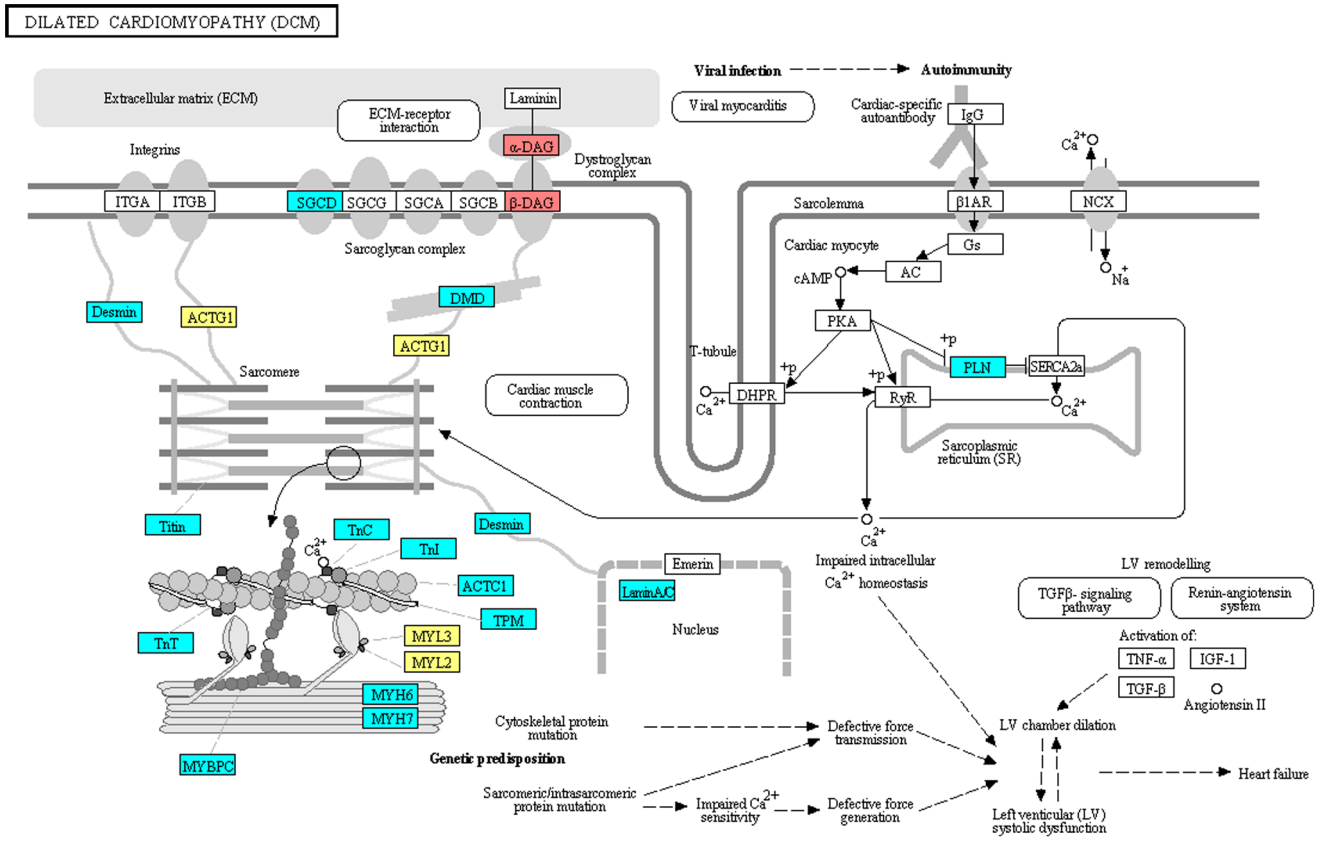 DILATED CARDIOMYOPATHY (DCM)
Viral infection
Autoimmunity
Extracellular matrix (ECM)
Laminin
ECM-receptor
interaction
Viral myocarditis
Cardiac-specific
autoantibody
IgG
Ca2+
Integrins
α-DAG
Dystroglycan
complex
ITGA
ITGB
SGCD
SGCG
SGCA
SGCB
β-DAG
Sarcolemma
β1AR
NCX
Sarcoglycan complex
Cardiac myocyte
Gs
AC
cAMP
Na+
Desmin
ACTG1
DMD
PKA
ACTG1
T-tubule
+p
PLN
SERCA2a
Sarcomere
+p
+p
Cardiac muscle
contraction
Ca2+
DHPR
RyR
Ca2+
Sarcoplasmic
reticulum (SR)
Titin
TnC
Desmin
Ca2+
TnI
Ca2+
Emerin
Impaired intracellular
Ca2+ homeostasis
LV remodelling
ACTC1
LaminA/C
TGFβ- signaling
pathway
Renin-angiotensin
system
TPM
Nucleus
TnT
MYL3
MYL2
Activation of:
TNF-α
IGF-1
TGF-β
Angiotensin II
MYH6
MYH7
Cytoskeletal protein
mutation
Defective force
transmission
LV chamber dilation
MYBPC
Genetic predisposition
Heart failure
Sarcomeric/intrasarcomeric
protein mutation
Impaired Ca2+
sensitivity
Defective force
generation
Left venticular (LV)
systolic dysfunction